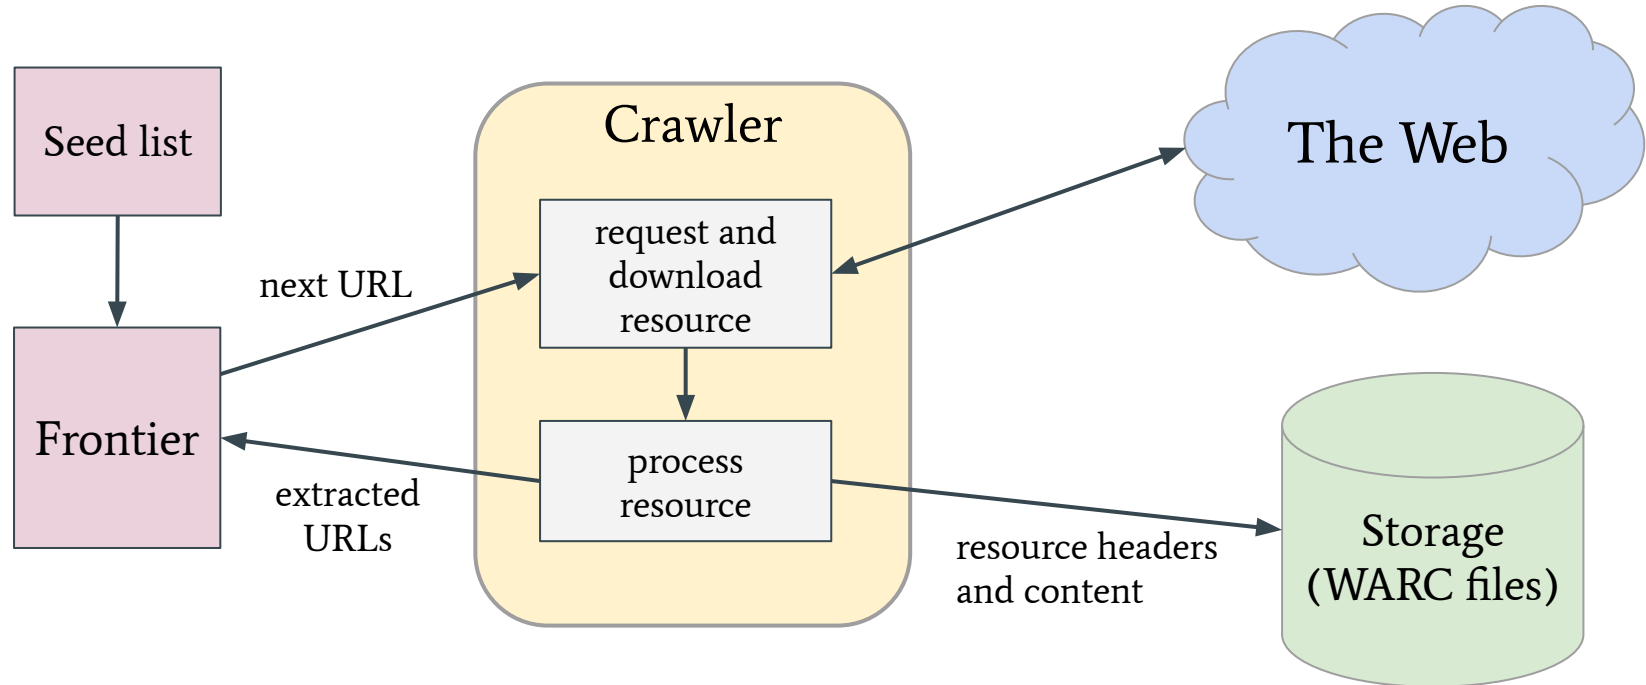 Seed list
Crawler
The Web
request and
download
resource
next URL
Frontier
process
resource
extracted
URLs
resource headers
and content
Storage
(WARC files)